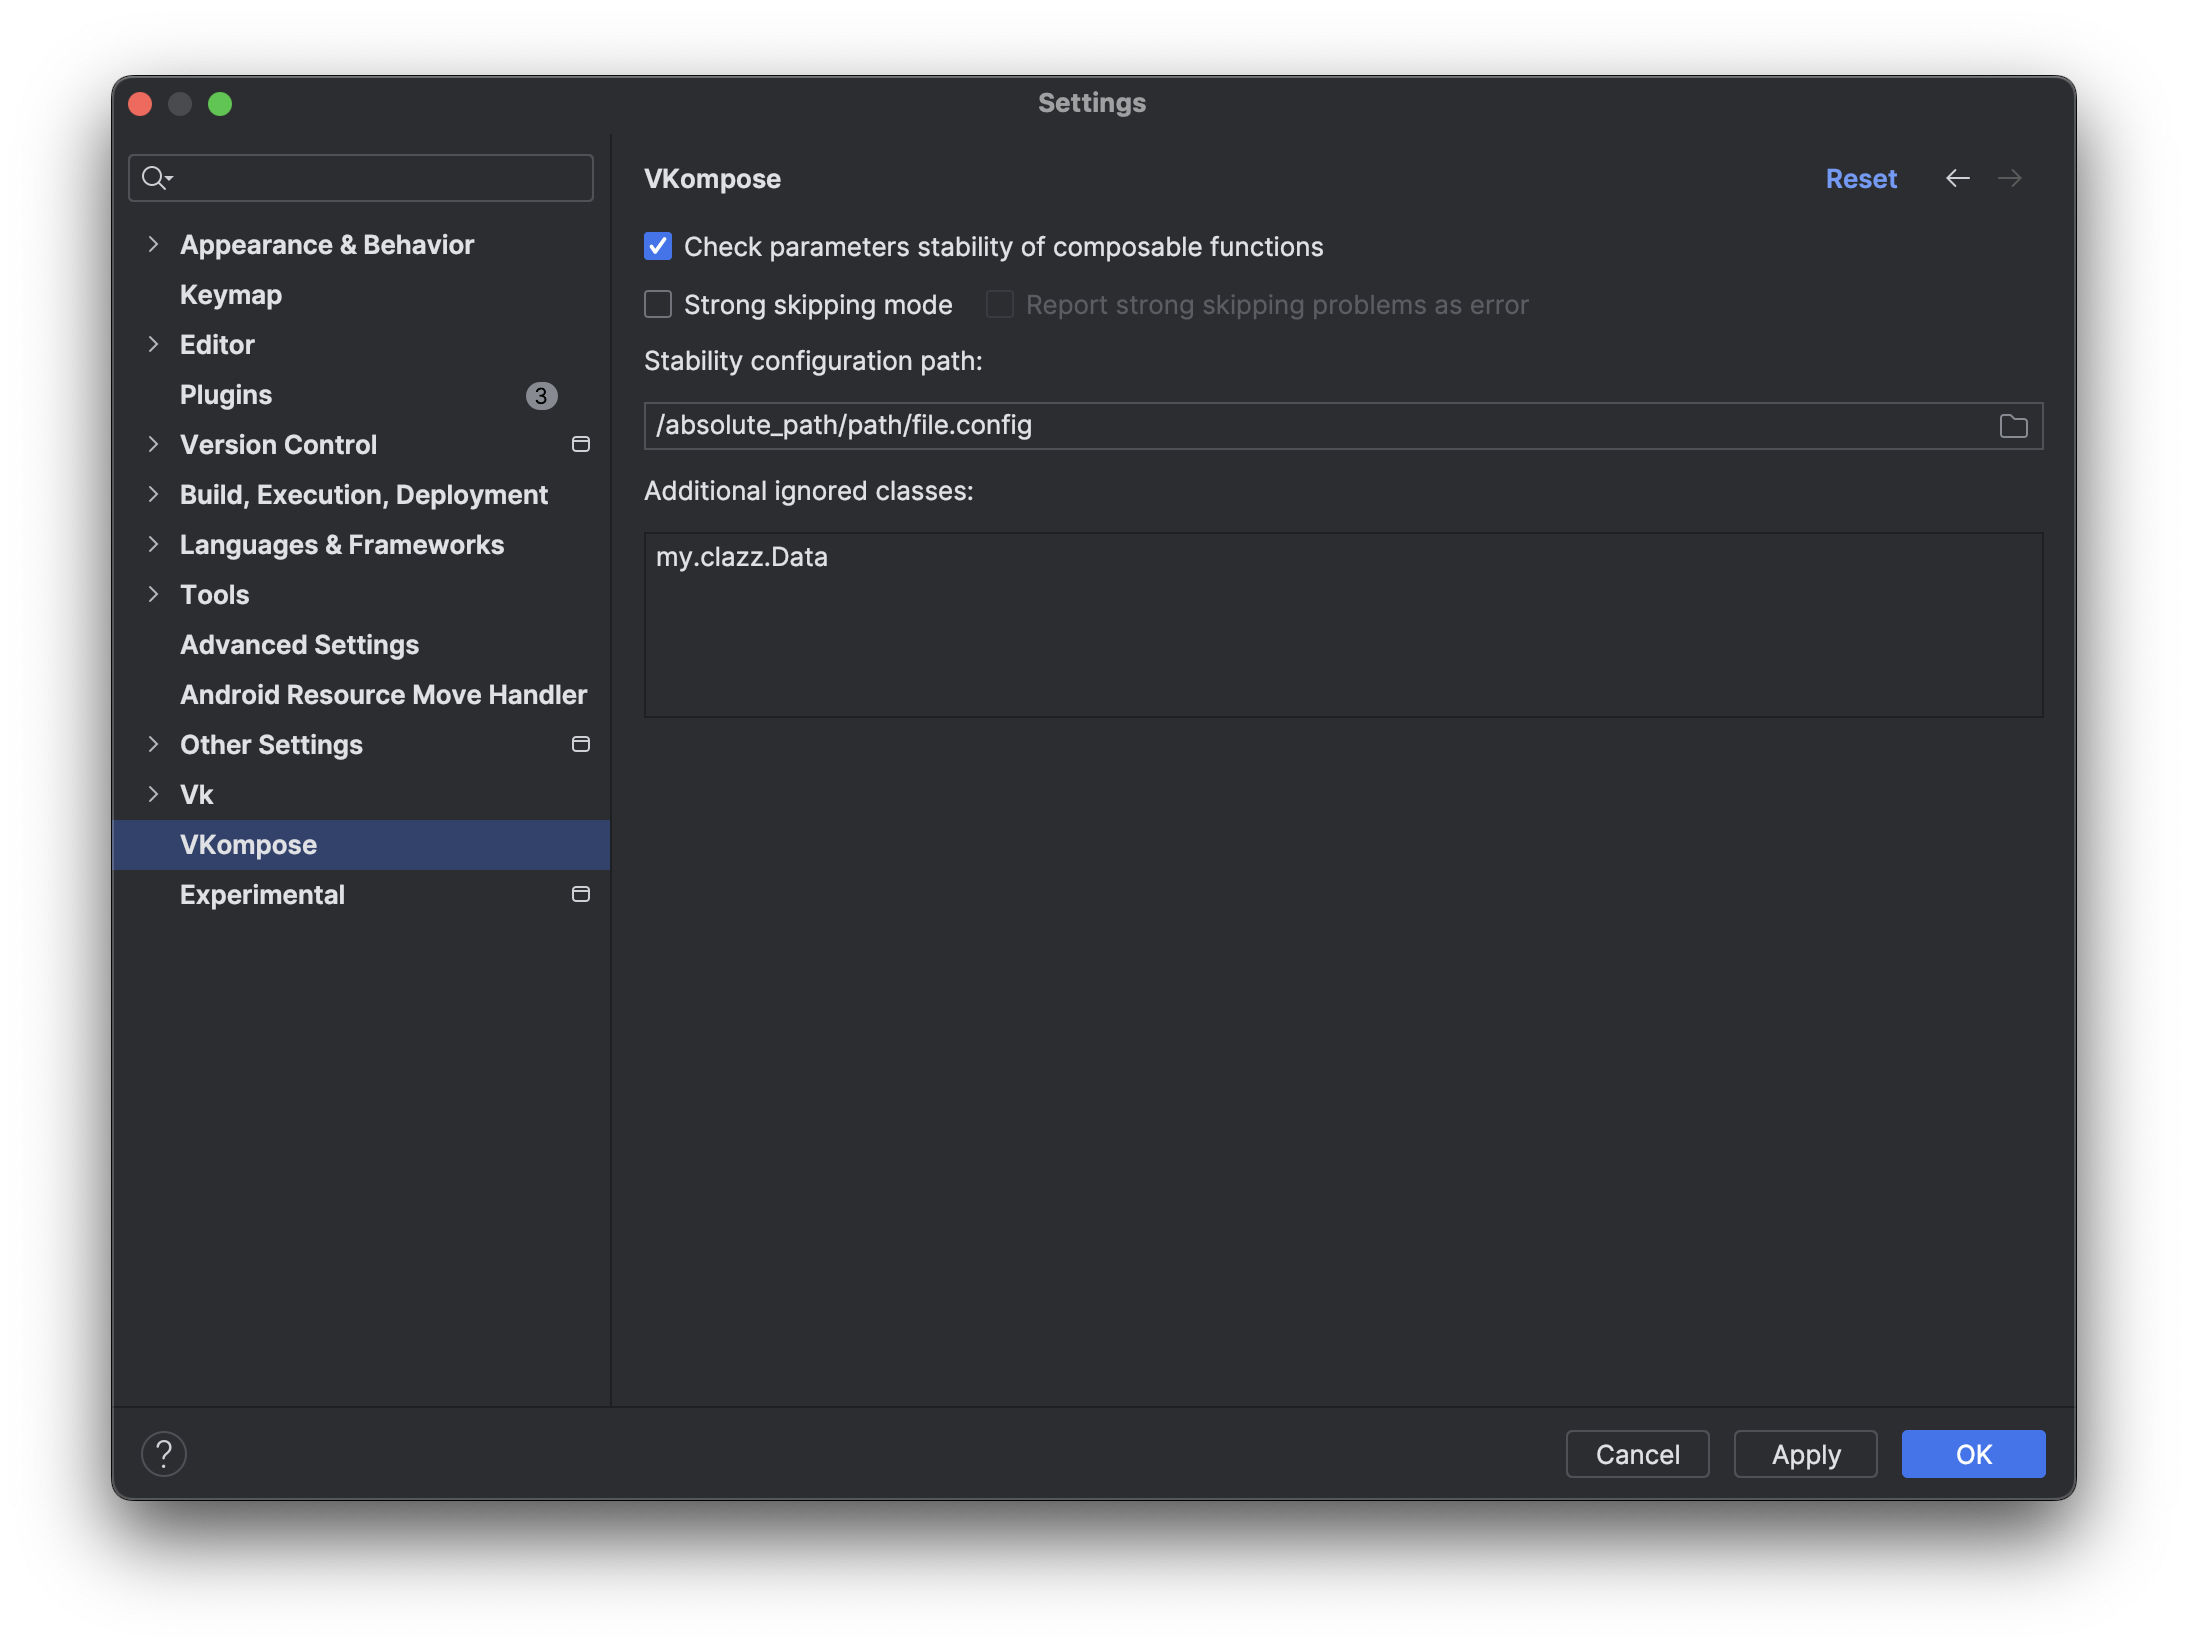 Settings
Appearance & Behavior
Keymap
Editor
Plugins 3
Version Control
Build, Execution, Deployment
Languages & Frameworks
Tools
Advanced Settings
Android Resource Move Handler
Other Settings
Vk
VKompose
Experimental
VKompose Reset
Check parameters stability of composable functions
Strong skipping mode Report strong skipping problems as error
Stability configuration path:
/absolute_path/path/file.config
Additional ignored classes:
my.clazz.Data
? Cancel Apply OK